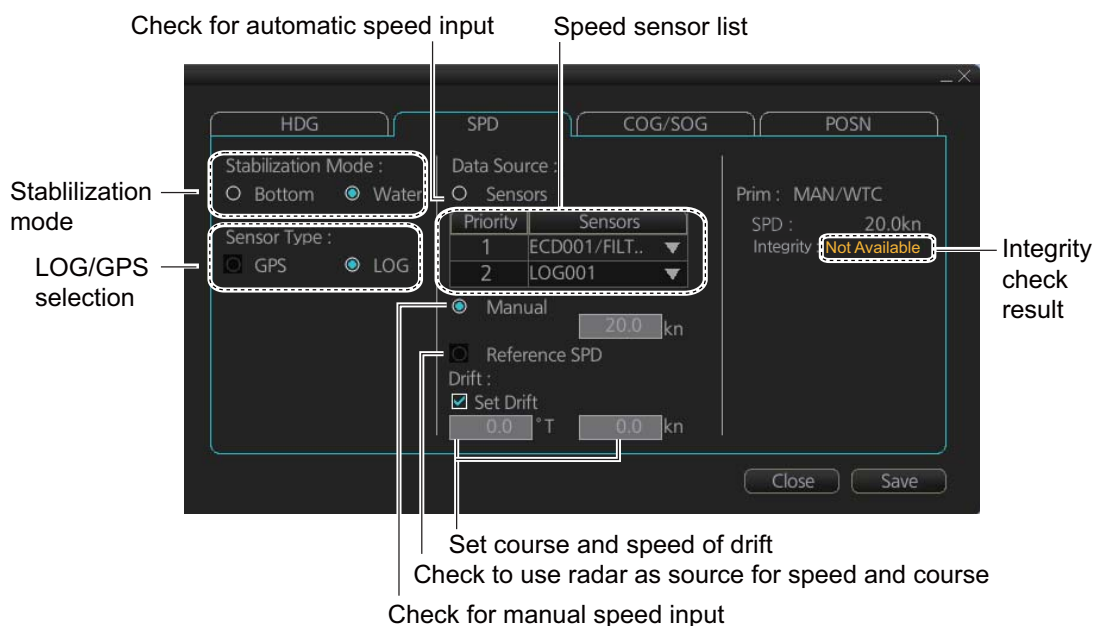 Check for automatic speed input
Speed sensor list
HDG
SPD
COG/SOG
POSN
Stabilization Mode :
Bottom
Water
Stablilization
mode
Sensor Type :
GPS
LOG
LOG/GPS
selection
Data Source :
Sensors
Priority Sensors
1 ECD001/FILT..
2 LOG001
Manual
20.0 kn
Reference SPD
Drift :
Set Drift
0.0 °T 0.0 kn
Prim : MAN/WTC
SPD : 20.0kn
Integrity : Not Available
Integrity
check
result
Close
Save
Set course and speed of drift
Check to use radar as source for speed and course
Check for manual speed input